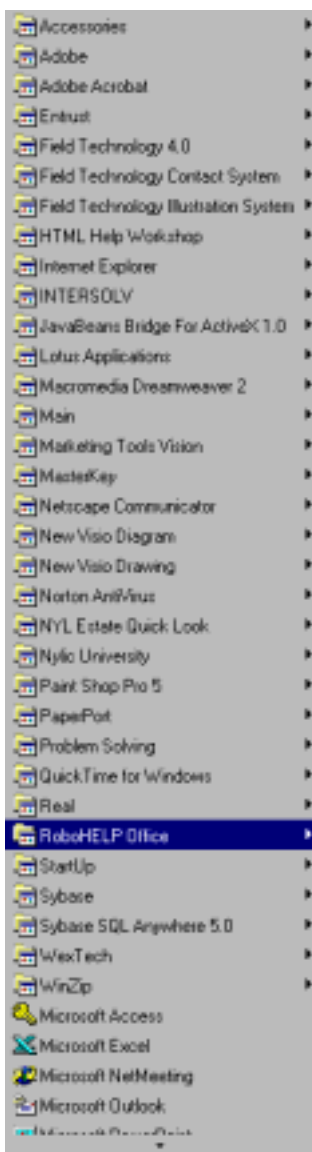 Accessories
Adobe
Adobe Acrobat
Entrust
Field Technology 4.0
Field Technology Contact System
Field Technology Illustration System
HTML Help Workshop
Internet Explorer
INTERSOLV
JavaBeans Bridge For ActiveX 1.0
Lotus Applications
Macromedia Dreamweaver 2
Main
Marketing Tools Vision
MasterKey
Netscape Communicator
New Visio Diagram
New Visio Drawing
Norton AntiVirus
NYL Estate Quick Look
Nylic University
Paint Shop Pro 5
PaperPort
Problem Solving
QuickTime for Windows
Real
RoboHELP Office
StartUp
Sybase
Sybase SQL Anywhere 5.0
WexTech
WinZip
Microsoft Access
Microsoft Excel
Microsoft NetMeeting
Microsoft Outlook
Microsoft PowerPoint